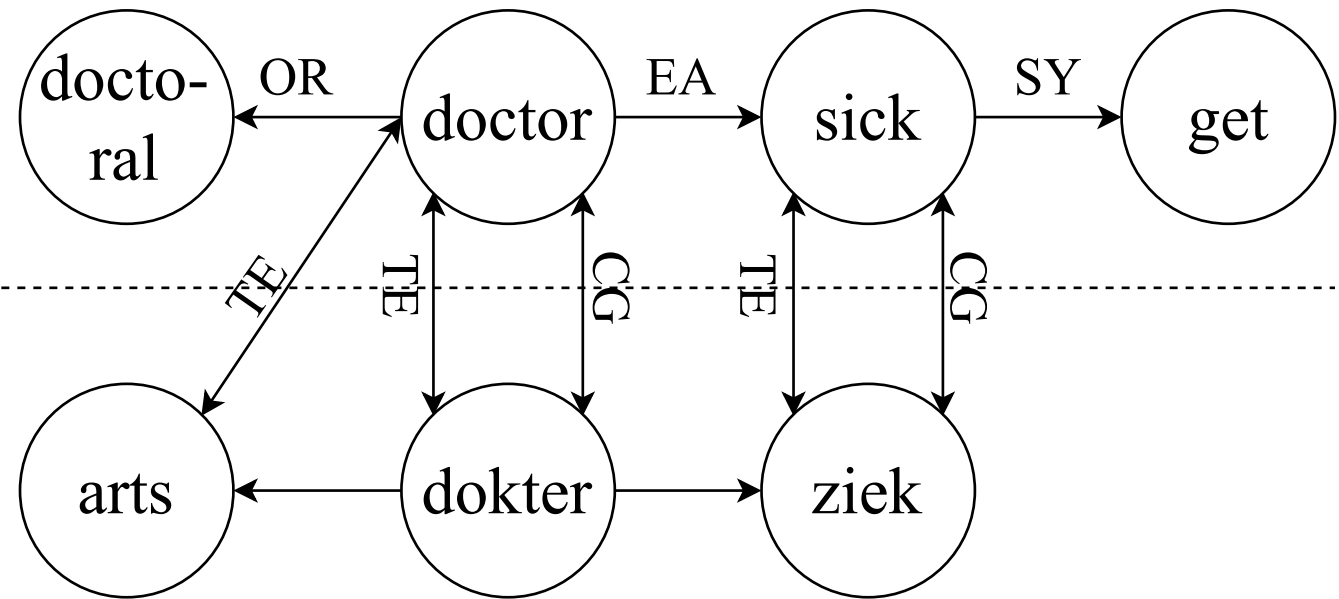 docto-
ral
OR
doctor
EA
sick
SY
get
TE
TE
CG
TE
CG
arts
dokter
ziek